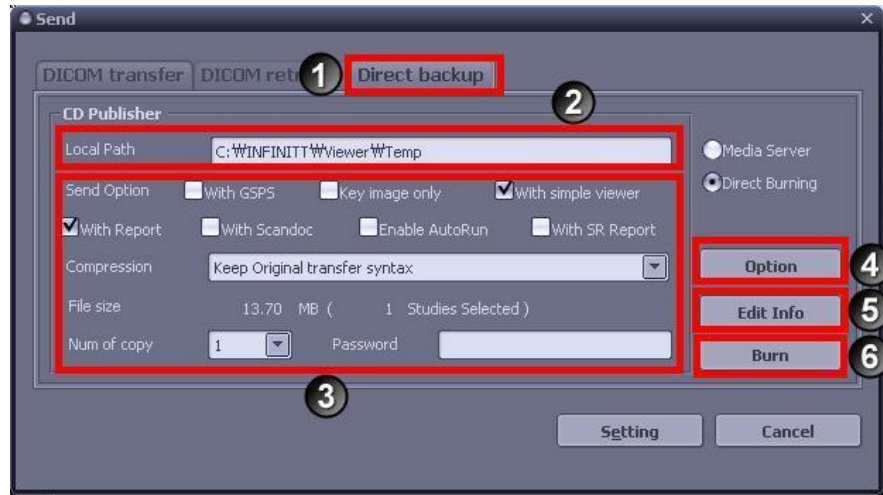 Send
DICOM transfer DICOM retr 1 Direct backup
2
CD Publisher
Local Path C:₩INFINITT₩Viewer₩Temp
Media Server
Send Option With GSPS Key image only With simple viewer
Direct Burning
With Report With Scandoc Enable AutoRun With SR Report
Compression Keep Original transfer syntax
Option 4
File size 13.70 MB ( 1 Studies Selected )
Edit Info 5
Num of copy 1 Password
Burn 6
3
Setting Cancel